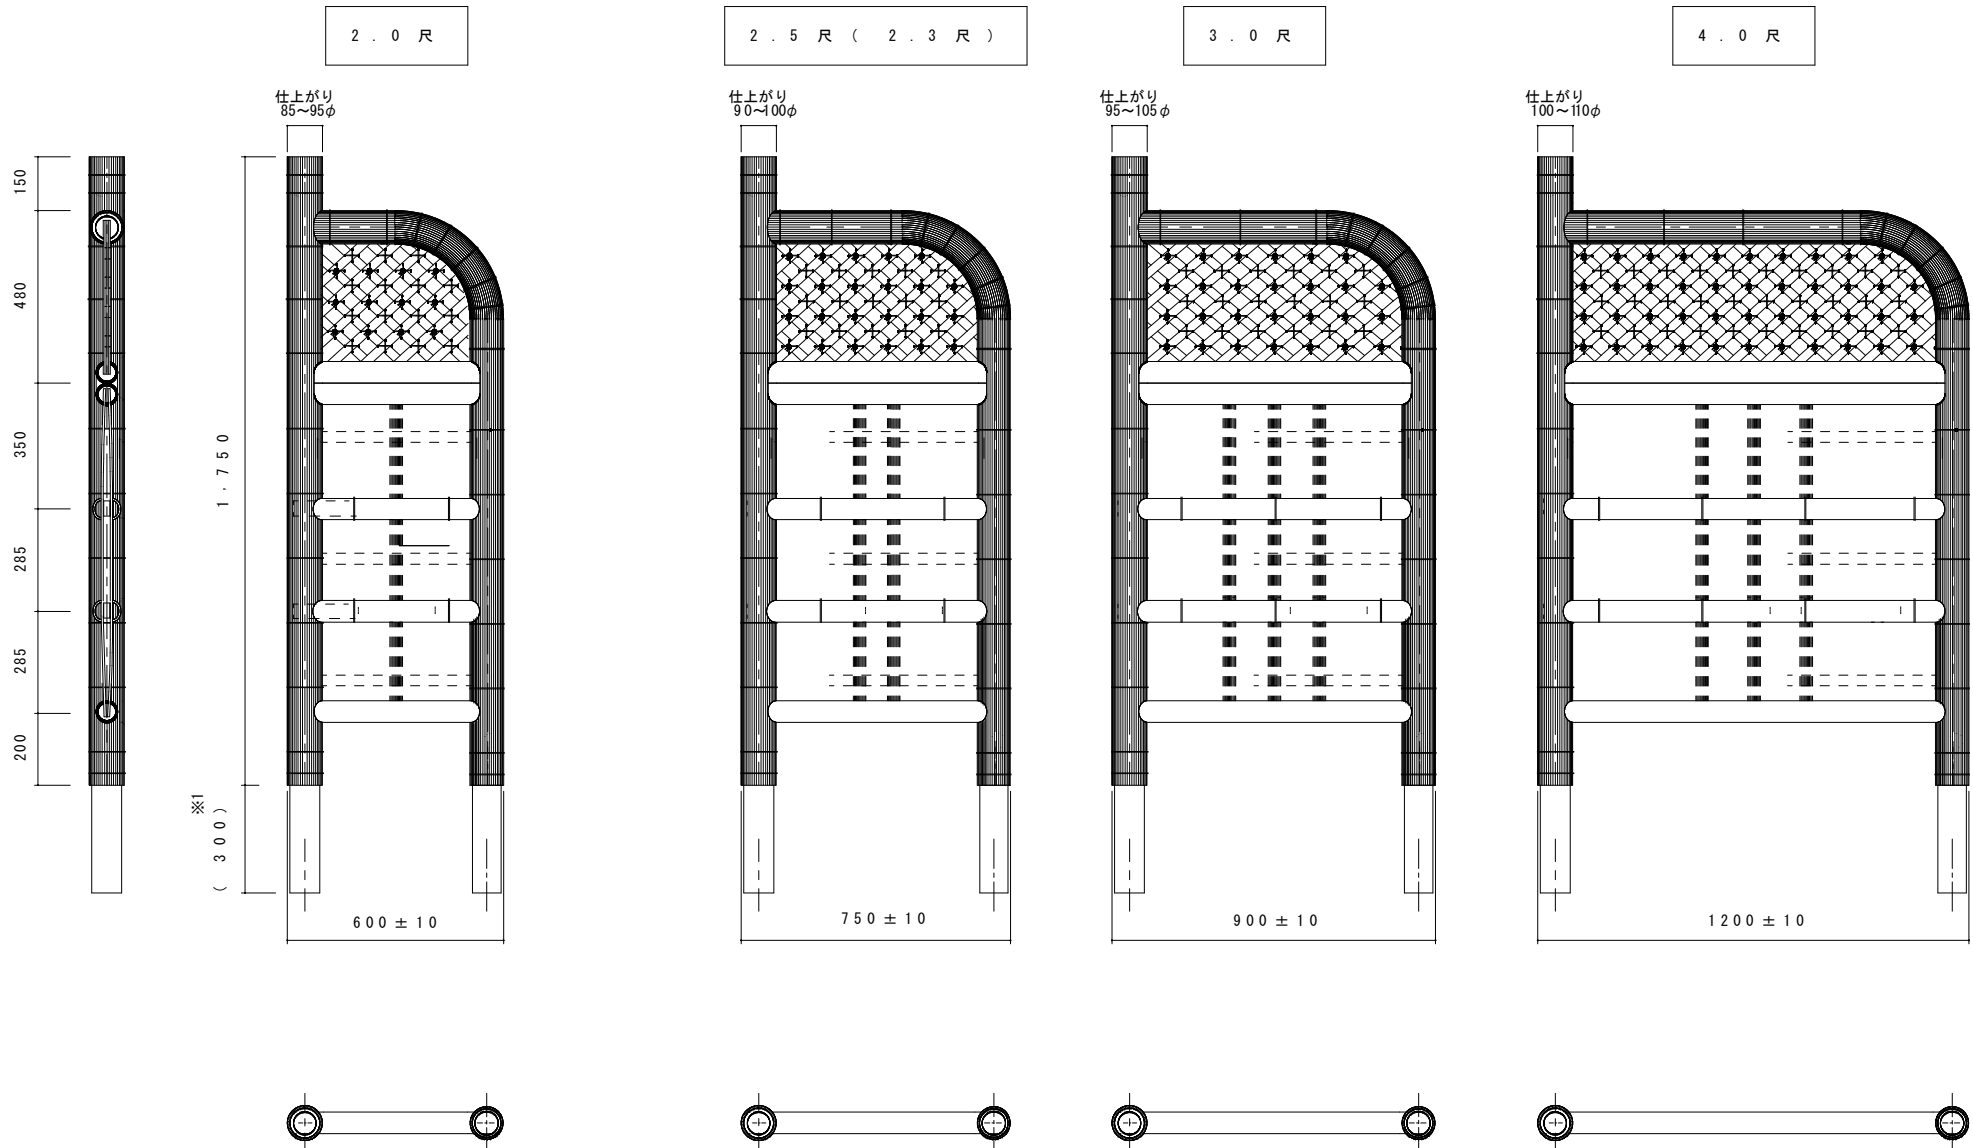 2.0 尺
2.5 尺 ( 2.3 尺 )
3.0 尺
4.0 尺
仕上がり
85~95φ
仕上がり
90~100φ
仕上がり
95~105φ
仕上がり
100~110φ
150
480
350
285
285
200
1,750
※1
( 300)
600±10
750±10
900±10
1200±10